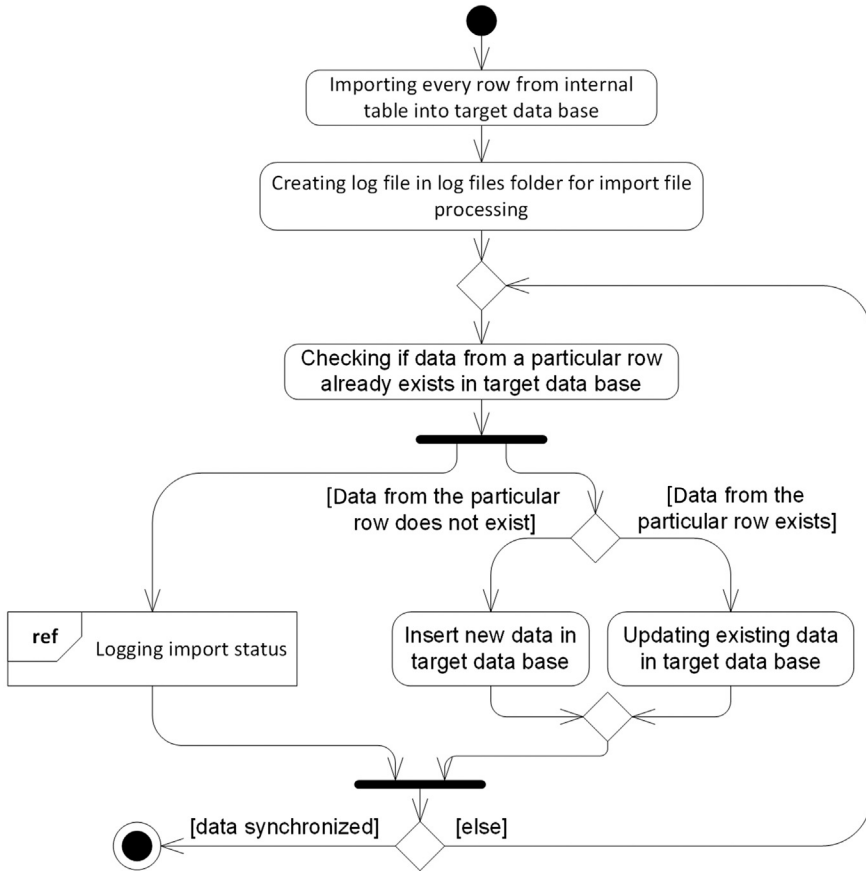 Importing every row from internal
table into target data base
Creating log file in log files folder for import file
processing
Checking if data from a particular row
already exists in target data base
[Data from the particular
row does not exist]
[Data from the
particular row exists]
ref
Logging import status
Insert new data in
target data base
Updating existing data
in target data base
[data synchronized]
[else]